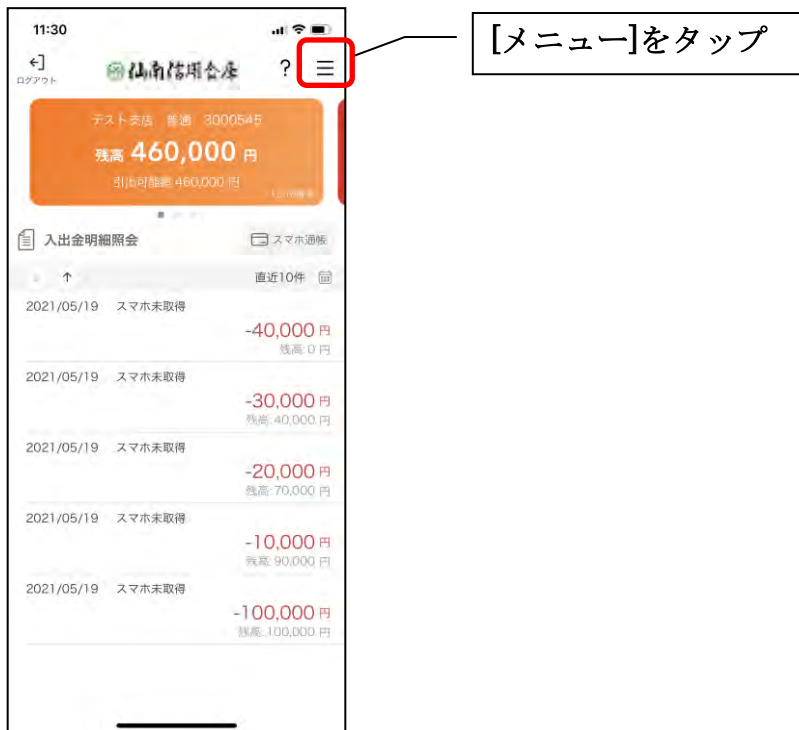 11:30
ログアウト
仙南信用金庫
?
[メニュー]をタップ
テスト支店 普通 3000545
残高 460,000 円
引出可能額 460,000 円
入出金明細照会
スマホ通帳
↑
直近10件
2021/05/19 スマホ未取得
-40,000 円
残高: 0 円
2021/05/19 スマホ未取得
-30,000 円
残高: 40,000 円
2021/05/19 スマホ未取得
-20,000 円
残高: 70,000 円
2021/05/19 スマホ未取得
-10,000 円
残高: 90,000 円
2021/05/19 スマホ未取得
-100,000 円
残高: 100,000 円